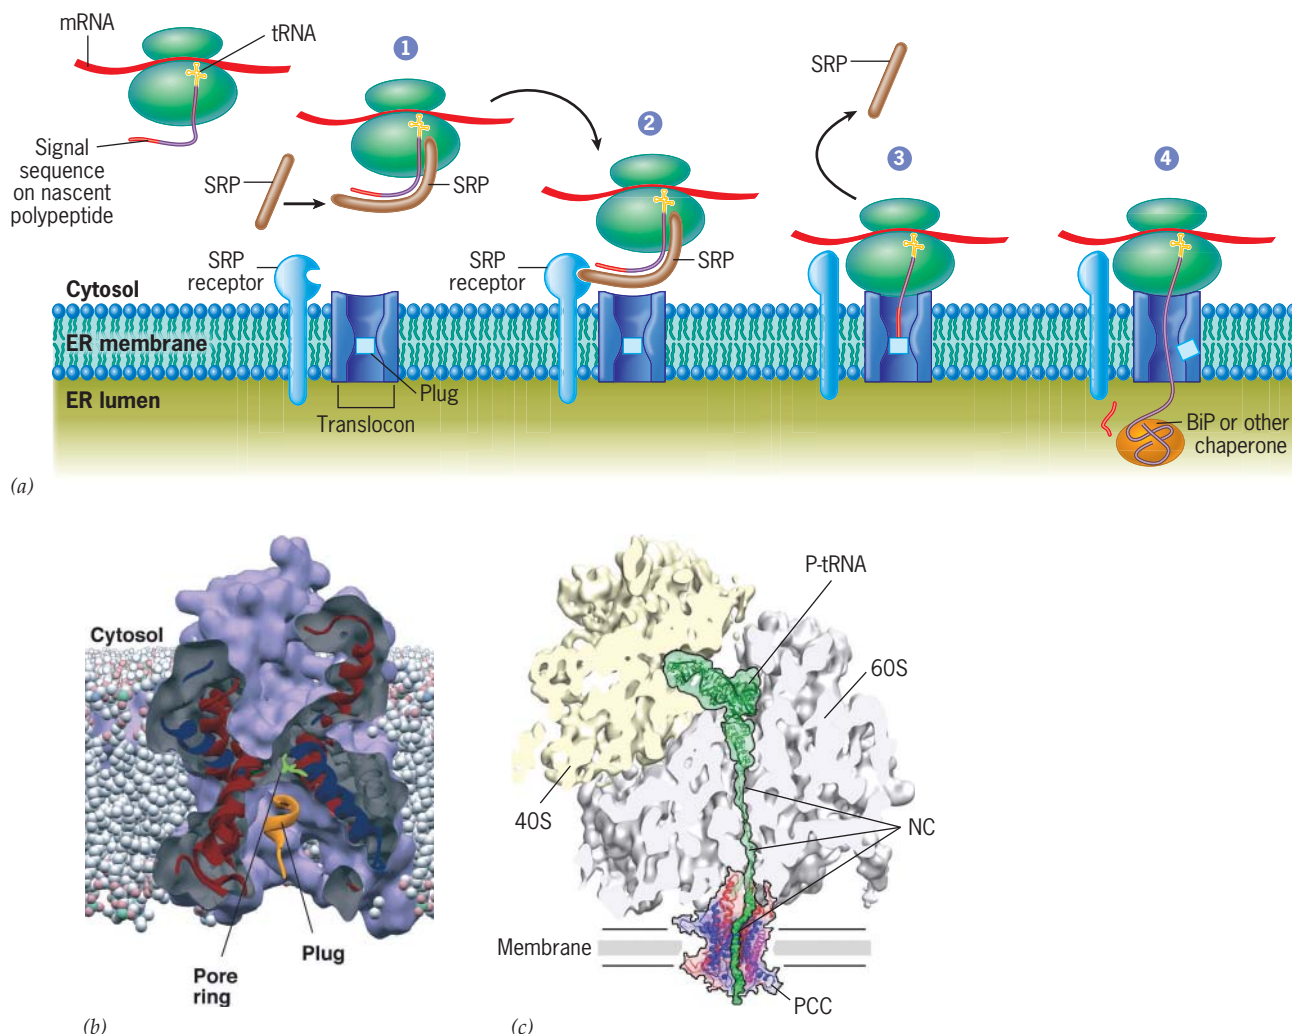 mRNA
tRNA
Signal
sequence
on nascent
polypeptide
1
SRP
SRP
2
SRP
SRP
3
4
SRP
receptor
SRP
receptor
Cytosol
ER membrane
ER lumen
Plug
Translocon
BiP or other
chaperone
(a)
Cytosol
Pore
ring
Plug
(b)
P-tRNA
60S
40S
NC
Membrane
PCC
(c)